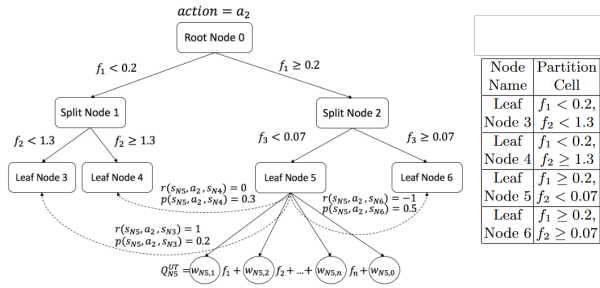 action = a₂
Root Node 0
f₁ < 0.2
f₁ ≥ 0.2
Split Node 1
Split Node 2
f₂ < 1.3
f₂ ≥ 1.3
f₃ < 0.07
f₃ ≥ 0.07
Leaf Node 3
Leaf Node 4
Leaf Node 5
Leaf Node 6
r(s_N5, a₂, s_N4) = 0
p(s_N5, a₂, s_N4) = 0.3
r(s_N5, a₂, s_N6) = −1
p(s_N5, a₂, s_N6) = 0.5
r(s_N5, a₂, s_N3) = 1
p(s_N5, a₂, s_N3) = 0.2
Q_N5^UT = w_N5,1 f₁ + w_N5,2 f₂ + ...+ w_N5,n f_n + w_N5,0
Node Partition
Name Cell
Leaf f₁ < 0.2,
Node 3 f₂ < 1.3
Leaf f₁ < 0.2,
Node 4 f₂ ≥ 1.3
Leaf f₁ ≥ 0.2,
Node 5 f₂ < 0.07
Leaf f₁ ≥ 0.2,
Node 6 f₂ ≥ 0.07